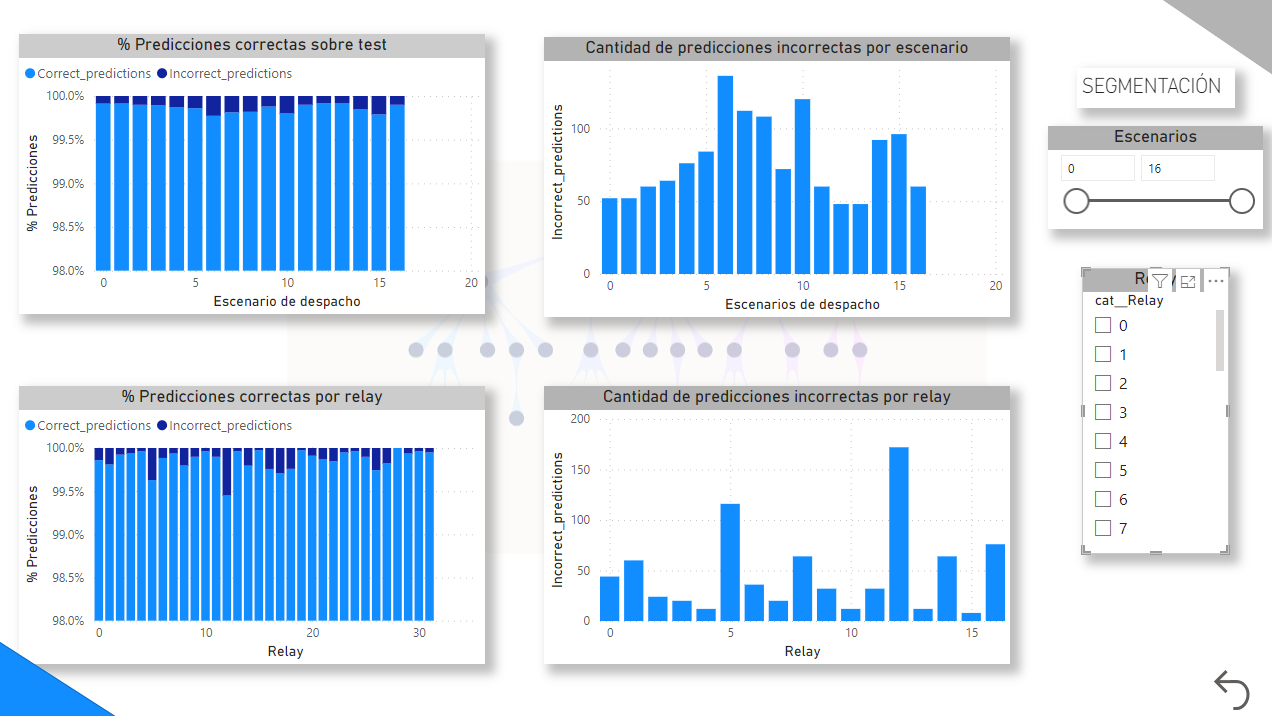 % Predicciones correctas sobre test
Correct_predictions Incorrect_predictions
% Predicciones
100.0%
99.5%
99.0%
98.5%
98.0%
0 5 10 15 20
Escenario de despacho
Cantidad de predicciones incorrectas por escenario
Incorrect_predictions
100
50
0
0 5 10 15 20
Escenarios de despacho
SEGMENTACIÓN
Escenarios
0 16
cat__Relay
0
1
2
3
4
5
6
7
% Predicciones correctas por relay
Correct_predictions Incorrect_predictions
% Predicciones
100.0%
99.5%
99.0%
98.5%
98.0%
0 10 20 30
Relay
Cantidad de predicciones incorrectas por relay
Incorrect_predictions
200
150
100
50
0
0 5 10 15
Relay